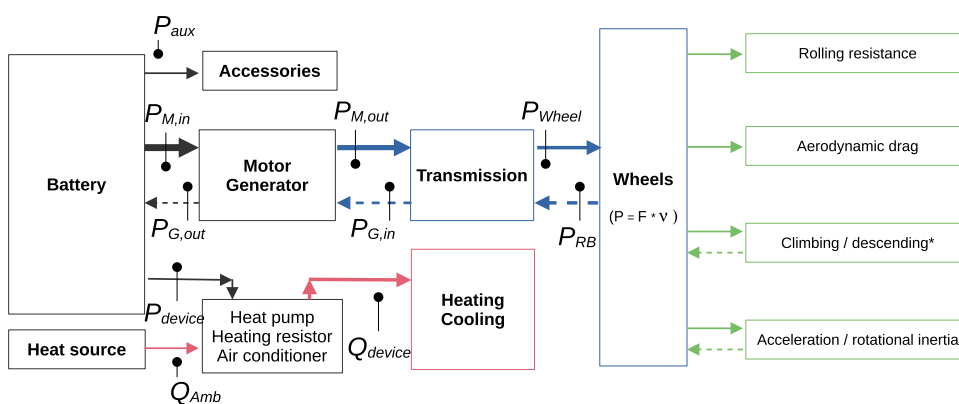 P_aux
Accessories
Rolling resistance
P_M,in
P_M,out
P_Wheel
Battery
Motor
Generator
Transmission
Wheels
(P = F * ν )
Aerodynamic drag
P_G,out
P_G,in
P_RB
Climbing / descending*
P_device
Heat pump
Heating resistor
Air conditioner
Heating
Cooling
Q_device
Acceleration / rotational inertia
Heat source
Q_Amb